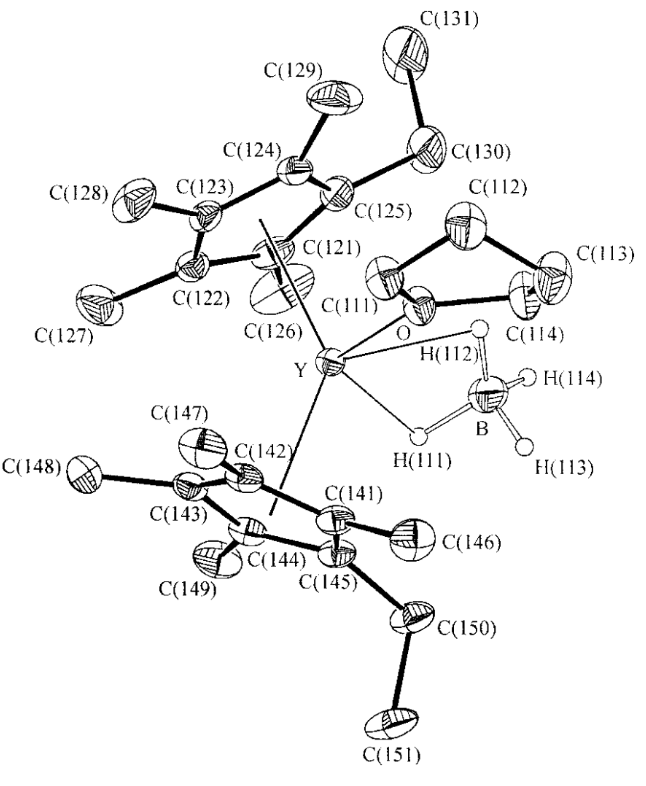 C(131)
C(129)
C(124)
C(130)
C(128)
C(123)
C(112)
C(125)
C(121)
C(113)
C(122)
C(111)
C(127)
C(126)
O
C(114)
H(112)
Y
H(114)
C(147)
B
C(142)
H(111)
H(113)
C(148)
C(141)
C(143)
C(146)
C(144)
C(149)
C(145)
C(150)
C(151)